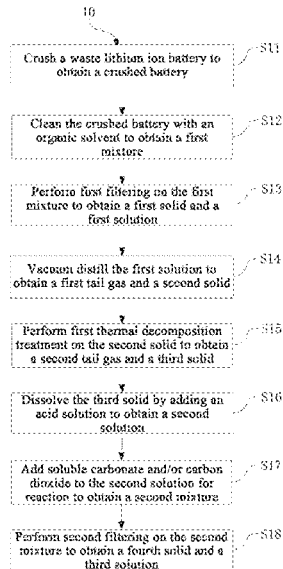 10
Crush a waste lithium ion battery to
obtain a crushed battery
S11
Clean the crushed battery with an
organic solvent to obtain a first
mixture
S12
Perform first filtering on the first
mixture to obtain a first solid and a
first solution
S13
Vacuum distill the first solution to
obtain a first tail gas and a second solid
S14
Perform first thermal decomposition
treatment on the second solid to obtain
a second tail gas and a third solid
S15
Dissolve the third solid by adding an
acid solution to obtain a second
solution
S16
Add soluble carbonate and/or carbon
dioxide to the second solution for
reaction to obtain a second mixture
S17
Perform second filtering on the second
mixture to obtain a fourth solid and a
third solution
S18